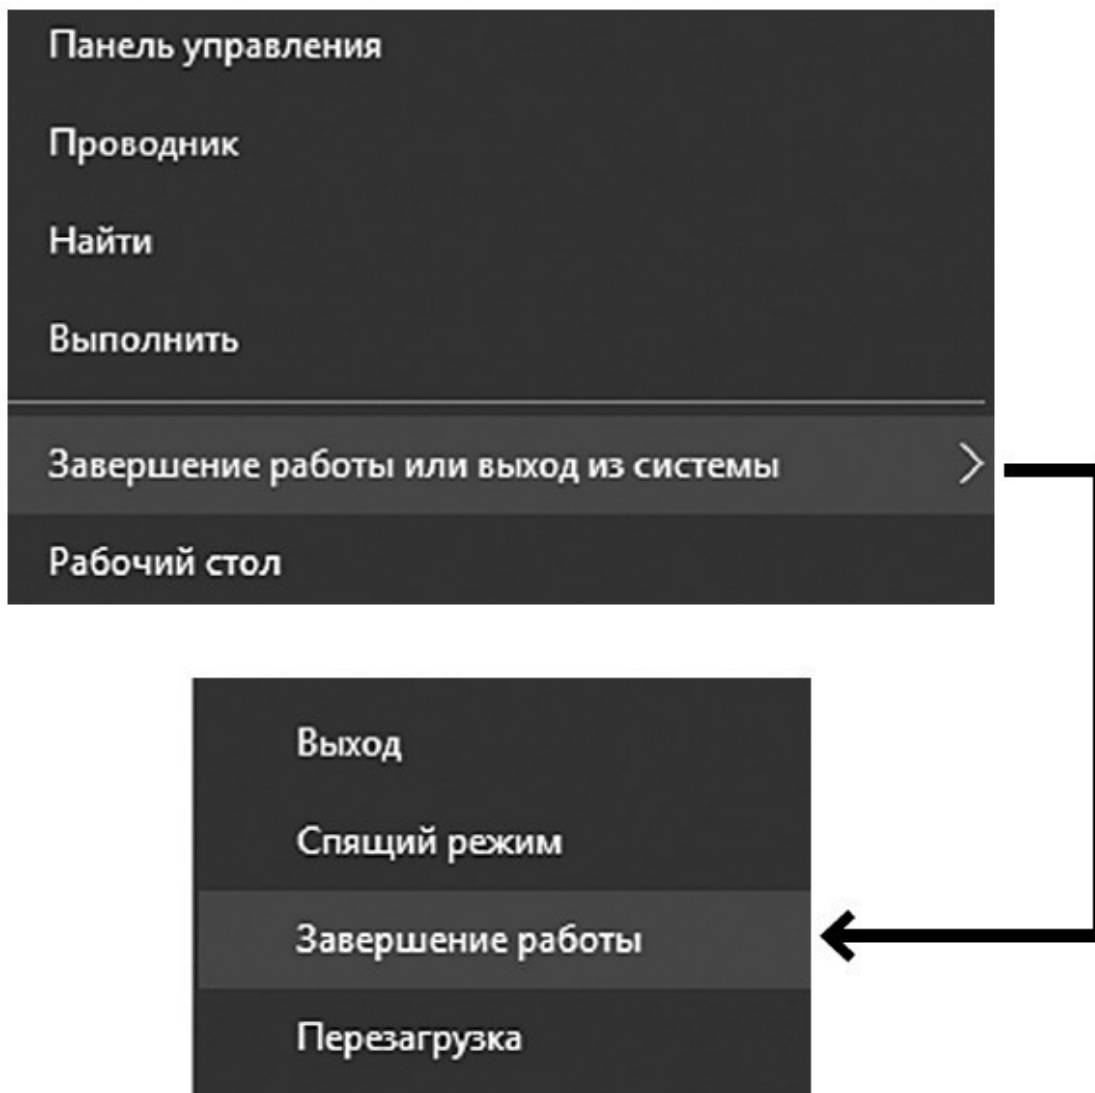 Панель управления
Проводник
Найти
Выполнить
Завершение работы или выход из системы
Рабочий стол
Выход
Спящий режим
Завершение работы
Перезагрузка